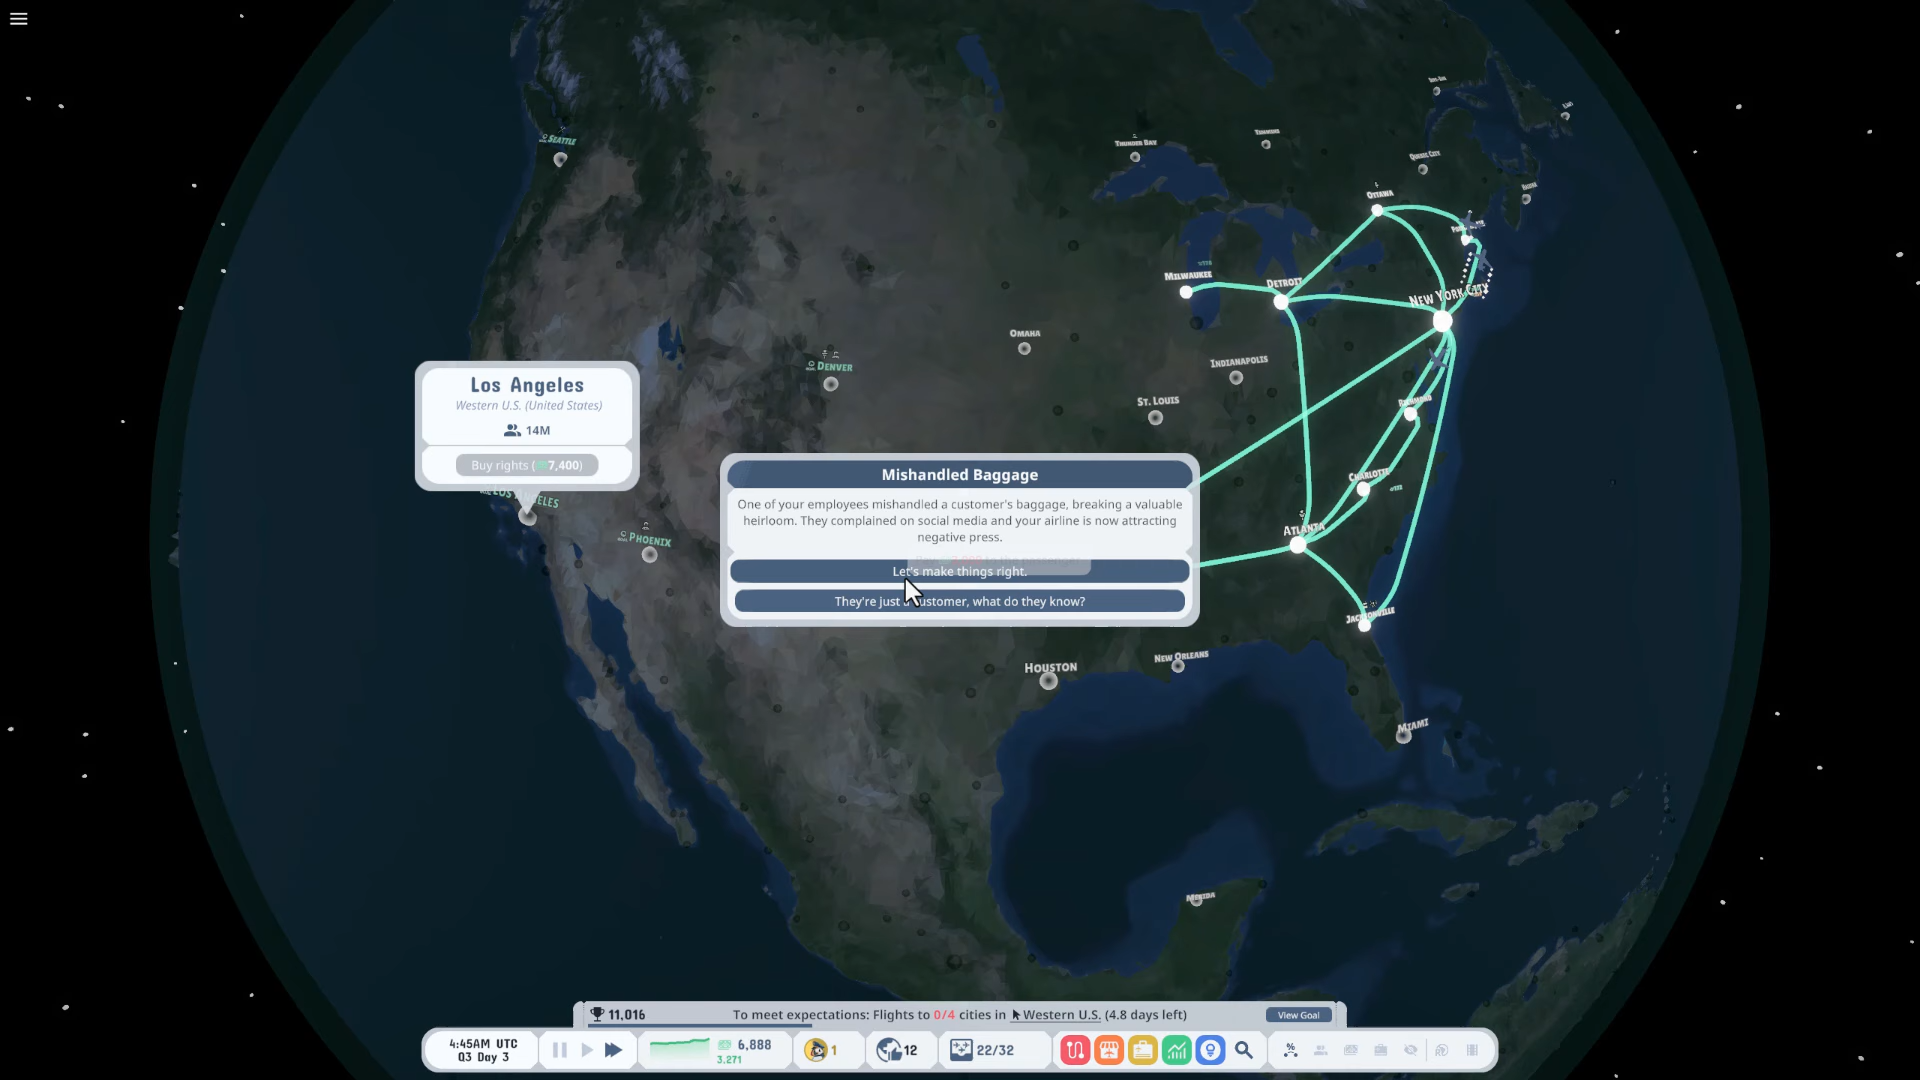 SEATTLE
THUNDER BAY
OTTAWA
MILWAUKEE
DETROIT
NEW YORK CITY
OMAHA
INDIANAPOLIS
DENVER
ST. LOUIS
RICHMOND
Los Angeles
Western U.S. (United States)
14M
Buy rights (7,400)
LOS ANGELES
PHOENIX
CHARLOTTE
ATLANTA
JACKSONVILLE
Mishandled Baggage
One of your employees mishandled a customer's baggage, breaking a valuable
heirloom. They complained on social media and your airline is now attracting
negative press.
Let's make things right.
They're just a customer, what do they know?
HOUSTON
NEW ORLEANS
MIAMI
MERIDA
11,016
To meet expectations: Flights to 0/4 cities in Western U.S. (4.8 days left)
View Goal
4:45AM UTC
Q3 Day 3
6,888
3,271
1
12
22/32